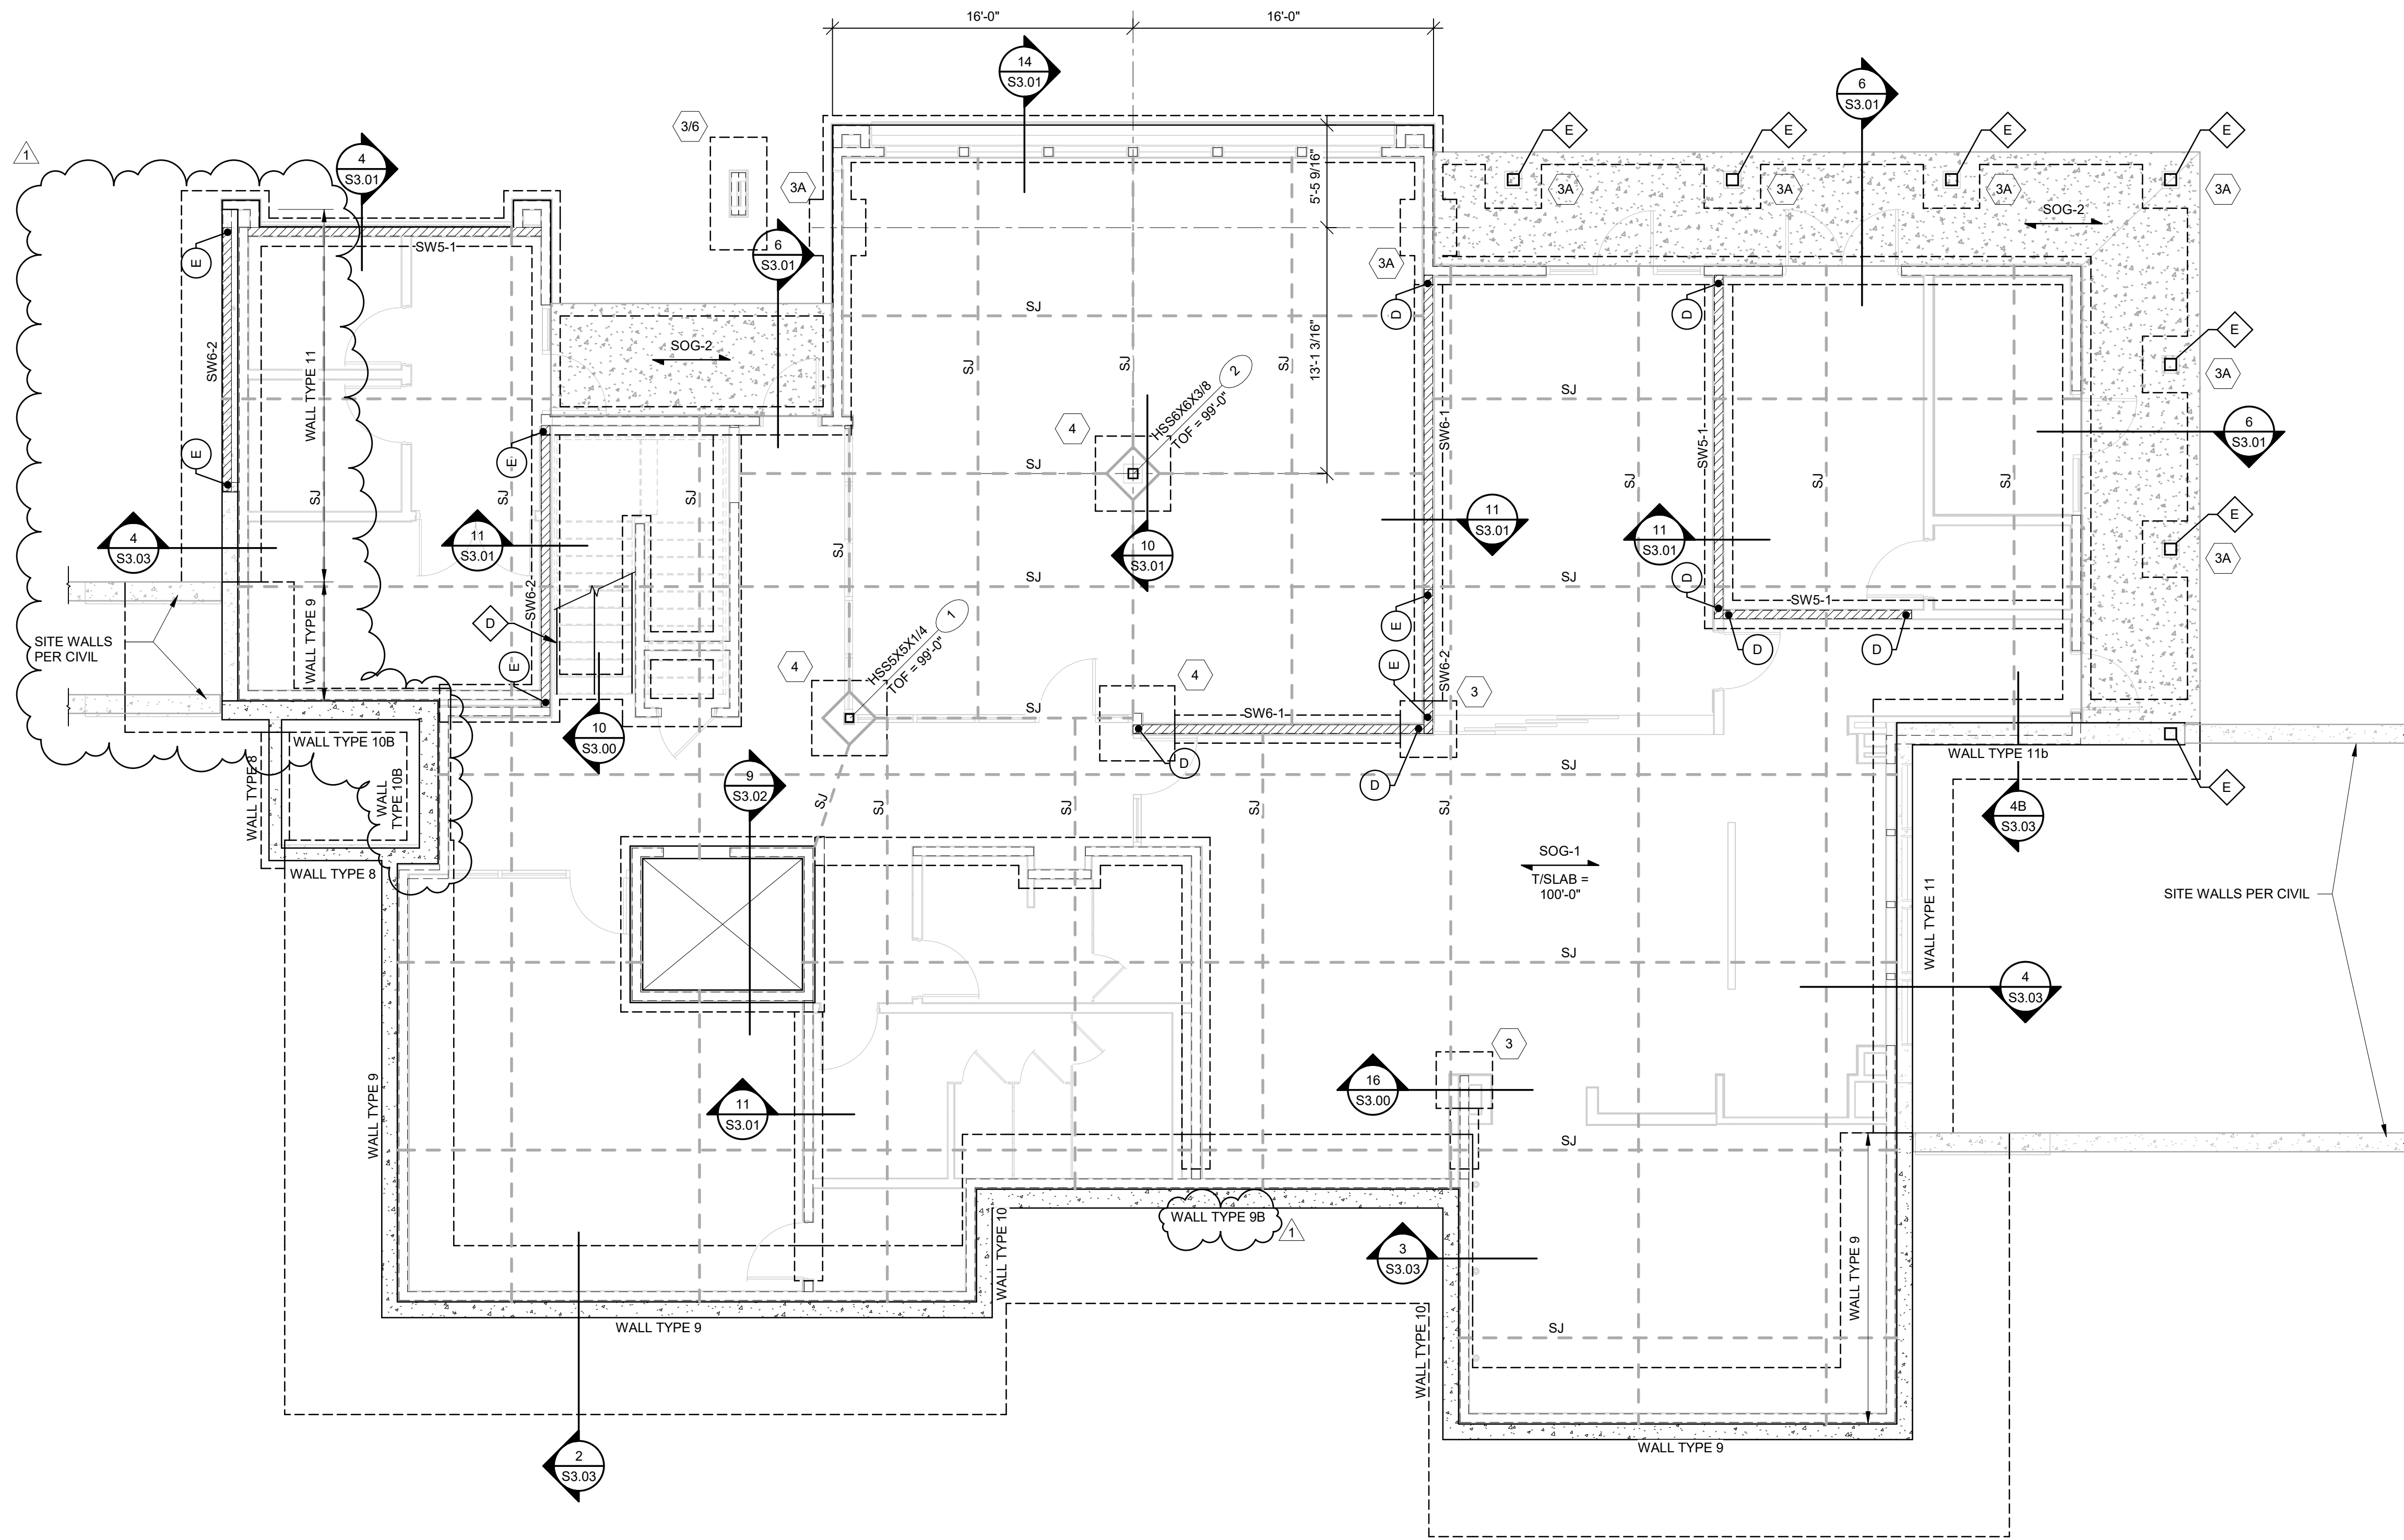 16'-0"
16'-0"
14
S3.01
6
S3.01
3/6
E
E
E
E
1
4
S3.01
3A
3A
3A
3A
3A
5'-5 9/16"
SOG-2
6
S3.01
SW5-1
E
3A
D
D
SOG-2
SJ
13'-1 3/16"
E
3A
SW6-2
WALL TYPE 11
SJ
SJ
SJ
HSS6X6X3/8
TOF = 99'-0"
2
SJ
SW6-1
SW5-1
6
S3.01
4
E
E
SJ
SJ
SJ
SJ
SJ
SJ
SJ
SJ
11
S3.01
11
S3.01
E
3A
4
S3.03
11
S3.01
SJ
10
S3.01
SJ
SJ
D
SW6-2
WALL TYPE 9
SW5-1
D
E
D
D
SITE WALLS
PER CIVIL
HSS5X5X1/4
TOF = 99'-0"
1
4
4
E
E
SW6-2
3
SJ
SW6-1
10
S3.00
WALL TYPE 10B
WALL TYPE 8
WALL
TYPE 10B
9
S3.02
D
D
SJ
WALL TYPE 11b
E
SJ
SJ
SJ
SJ
SJ
4B
S3.03
WALL TYPE 8
SOG-1
T/SLAB =
100'-0"
WALL TYPE 11
SITE WALLS PER CIVIL
SJ
4
S3.03
3
16
S3.00
WALL TYPE 9
11
S3.01
SJ
WALL TYPE 9B
1
WALL TYPE 10
3
S3.03
WALL TYPE 9
WALL TYPE 9
SJ
WALL TYPE 10
WALL TYPE 9
2
S3.03